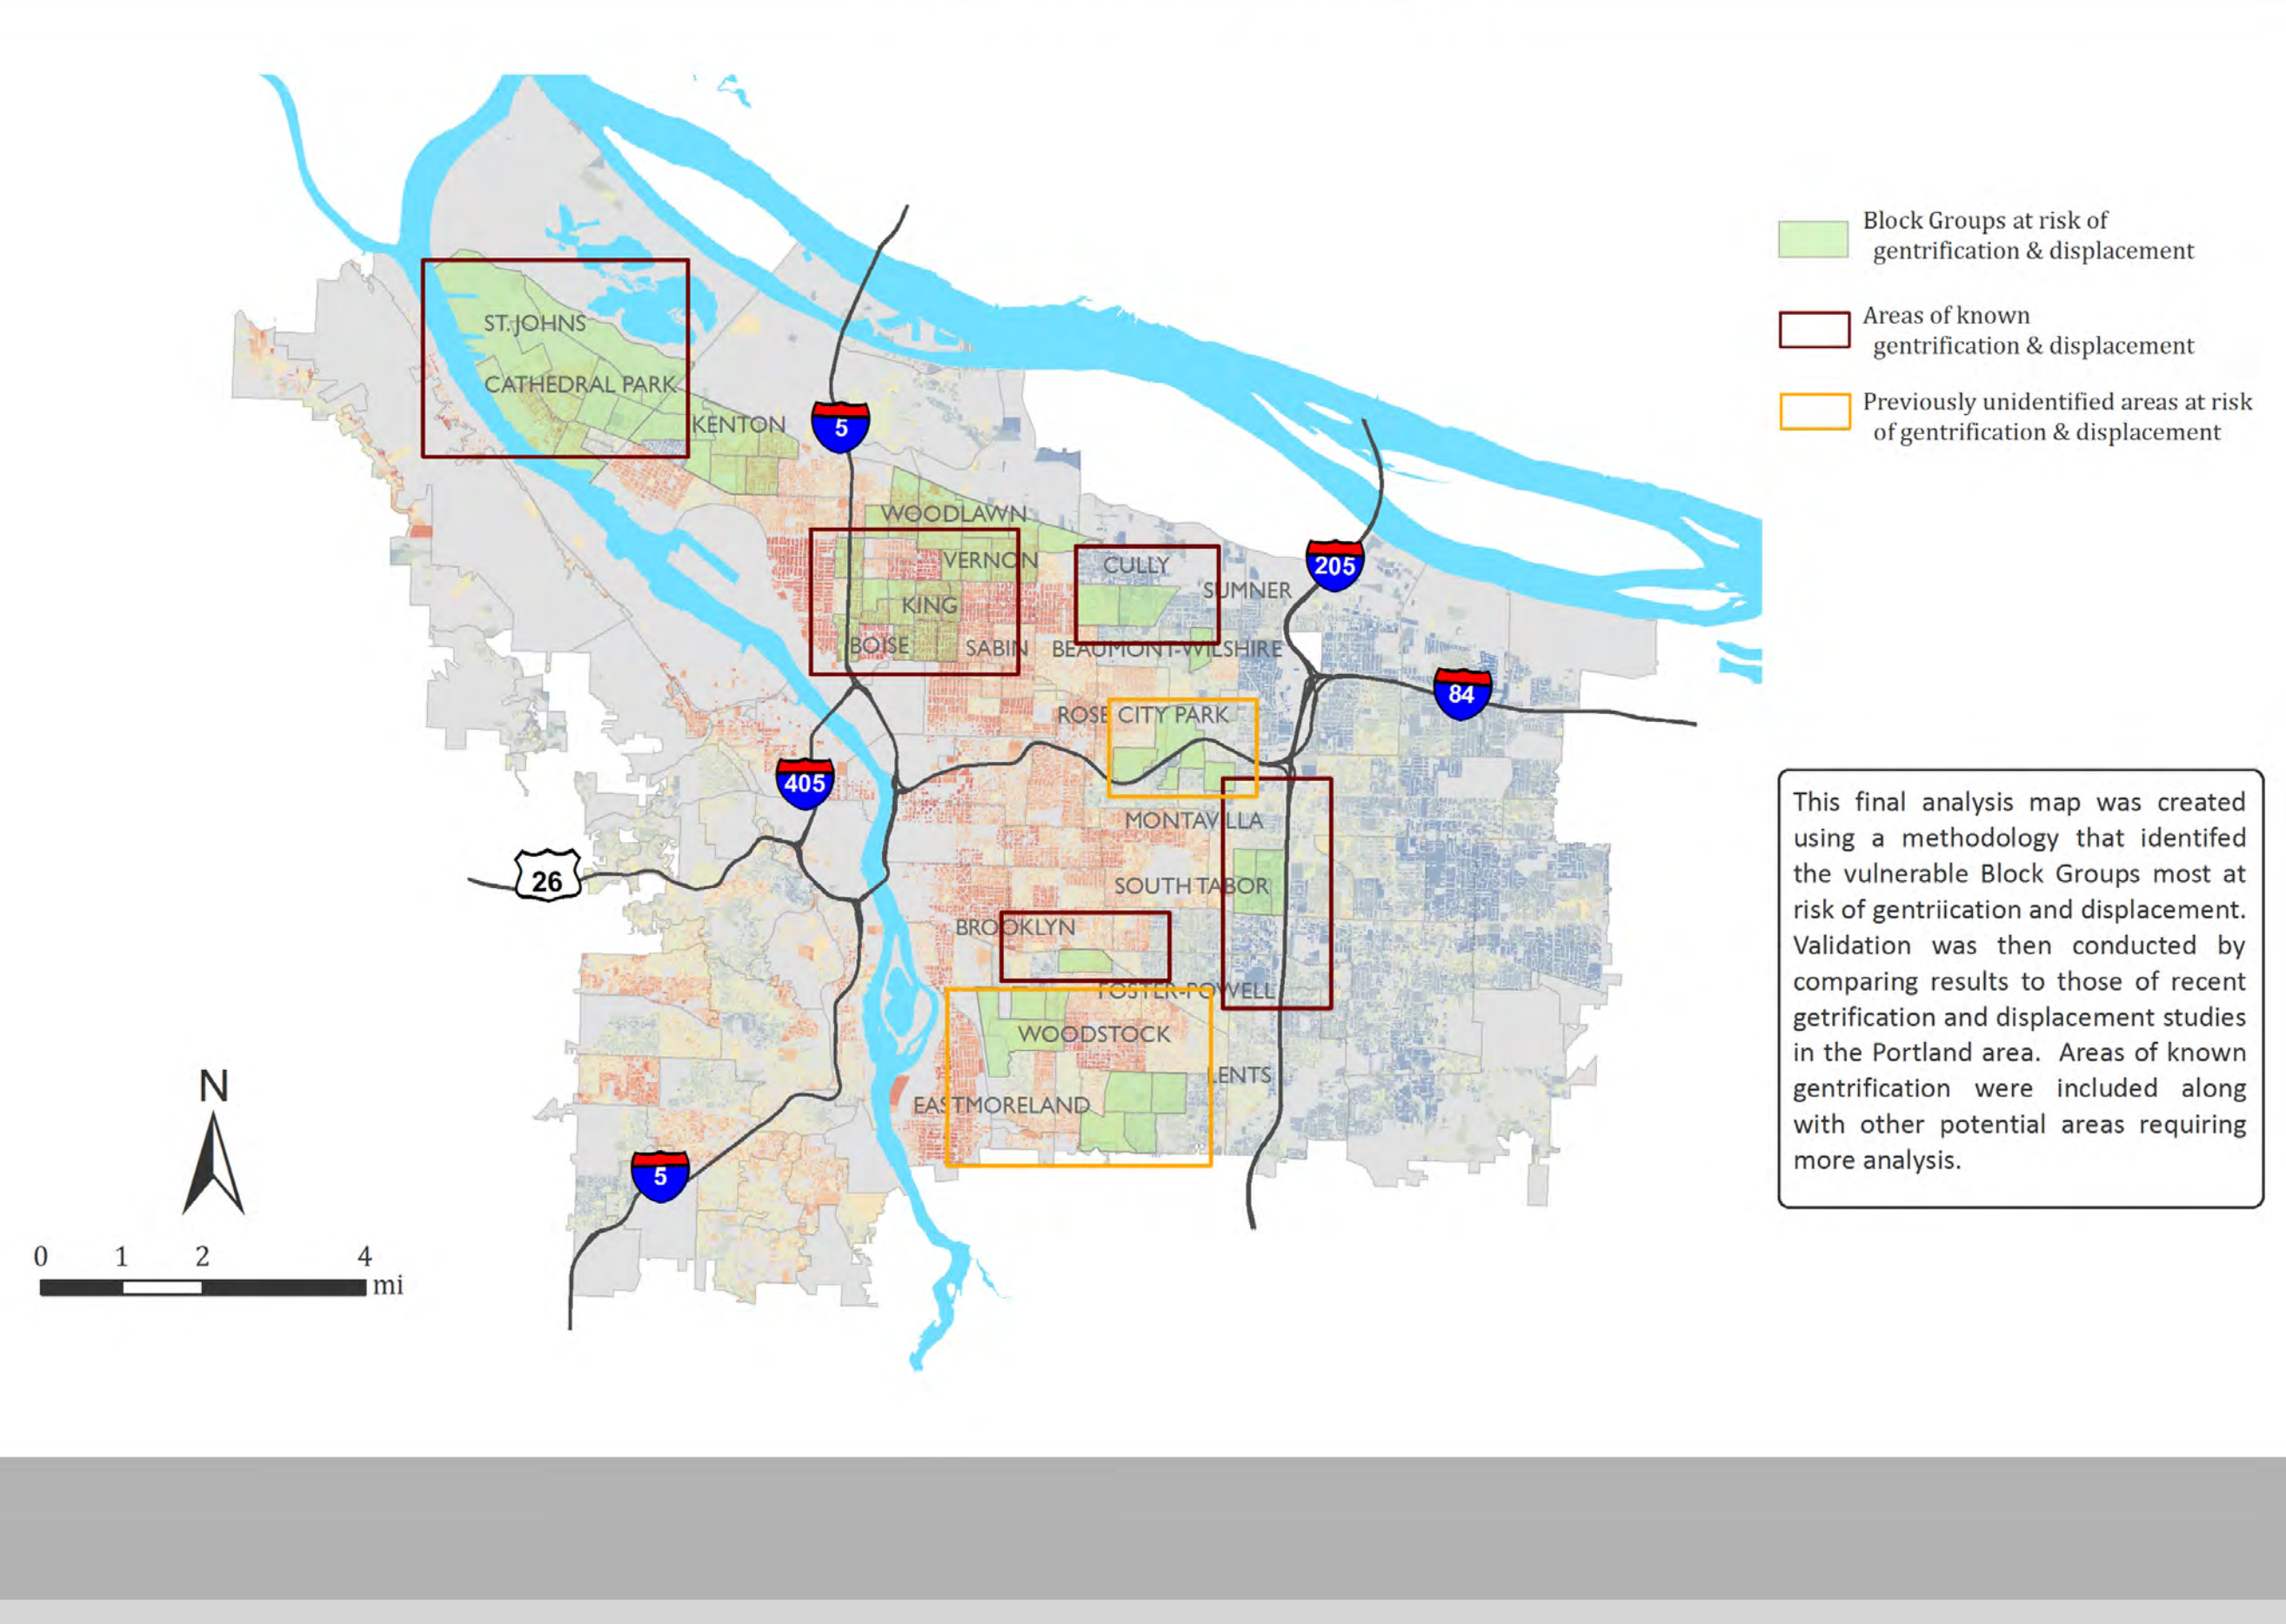 Block Groups at risk of
gentrification & displacement
Areas of known
gentrification & displacement
Previously unidentified areas at risk
of gentrification & displacement
ST.JOHNS
CATHEDRAL PARK
KENTON
5
WOODLAWN
VERNON
CULLY
205
SUMNER
KING
BOISE
SABIN
BEAUMONT-WILSHIRE
84
ROSE CITY PARK
405
MONTAVILLA
26
SOUTH TABOR
BROOKLYN
FOSTER-POWELL
WOODSTOCK
LENTS
EASTMORELAND
5
This final analysis map was created
using a methodology that identifed
the vulnerable Block Groups most at
risk of gentriication and displacement.
Validation was then conducted by
comparing results to those of recent
getrification and displacement studies
in the Portland area. Areas of known
gentrification were included along
with other potential areas requiring
more analysis.
N
0 1 2 4
mi